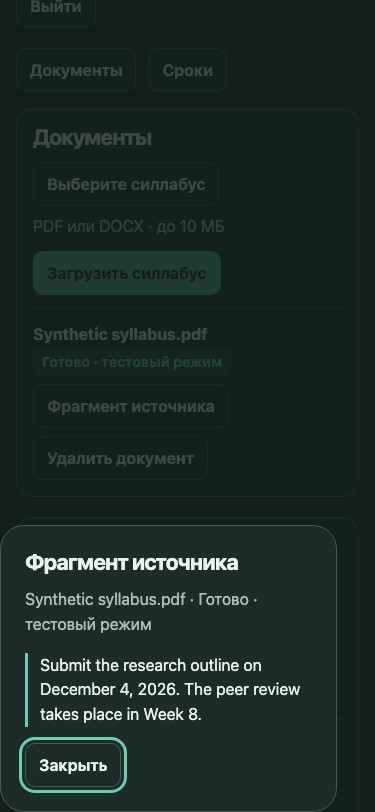 Выйти
Документы
Сроки
Документы
Выберите силлабус
PDF или DOCX · до 10 МБ
Загрузить силлабус
Synthetic syllabus.pdf
Готово · тестовый режим
Фрагмент источника
Удалить документ
Фрагмент источника
Synthetic syllabus.pdf · Готово ·
тестовый режим
Submit the research outline on
December 4, 2026. The peer review
takes place in Week 8.
Закрыть